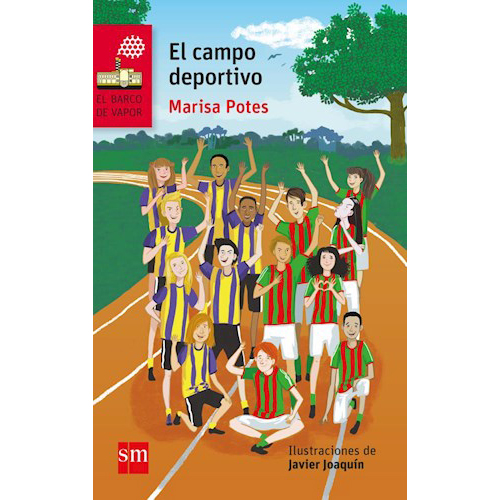 El campo
deportivo
Marisa Potes
EL BARCO
DE VAPOR
sm
Ilustraciones de
Javier Joaquín